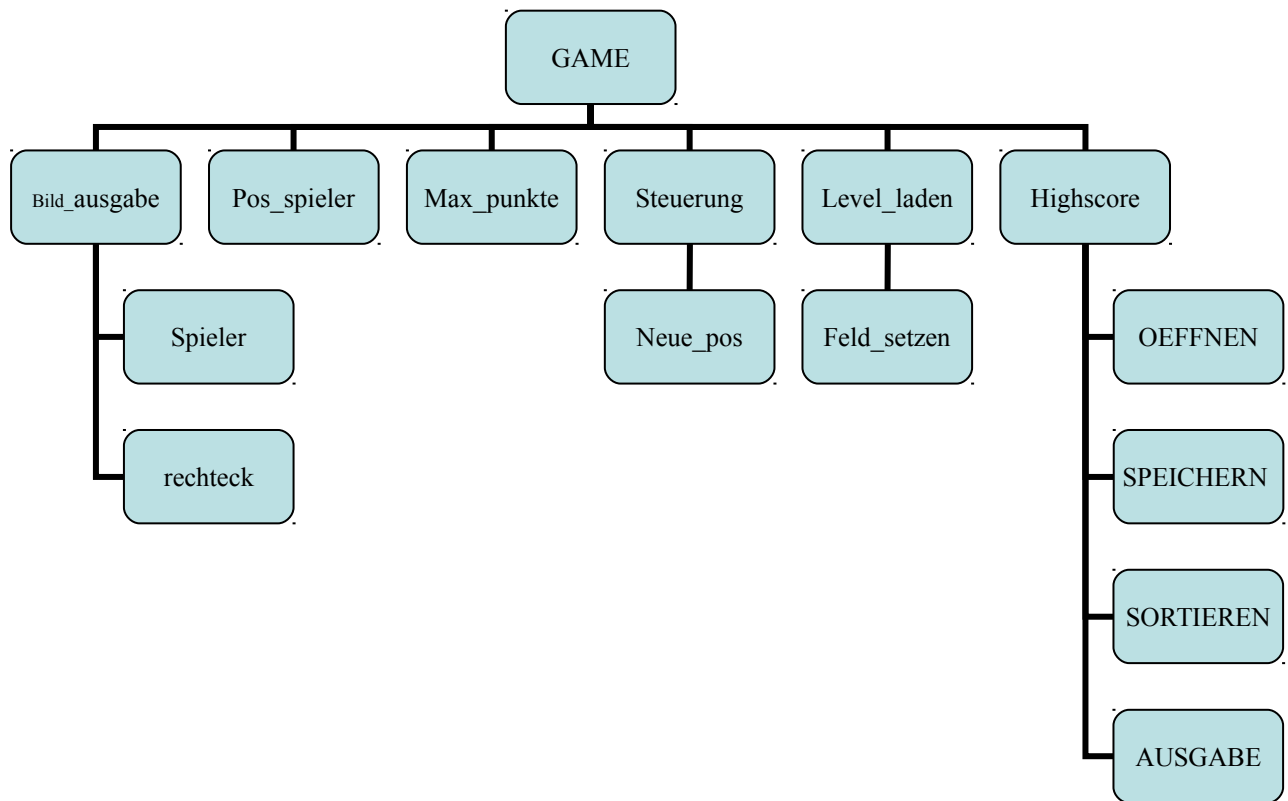 GAME
Bild_ausgabe
Pos_spieler
Max_punkte
Steuerung
Level_laden
Highscore
Spieler
Neue_pos
Feld_setzen
OEFFNEN
rechteck
SPEICHERN
SORTIEREN
AUSGABE